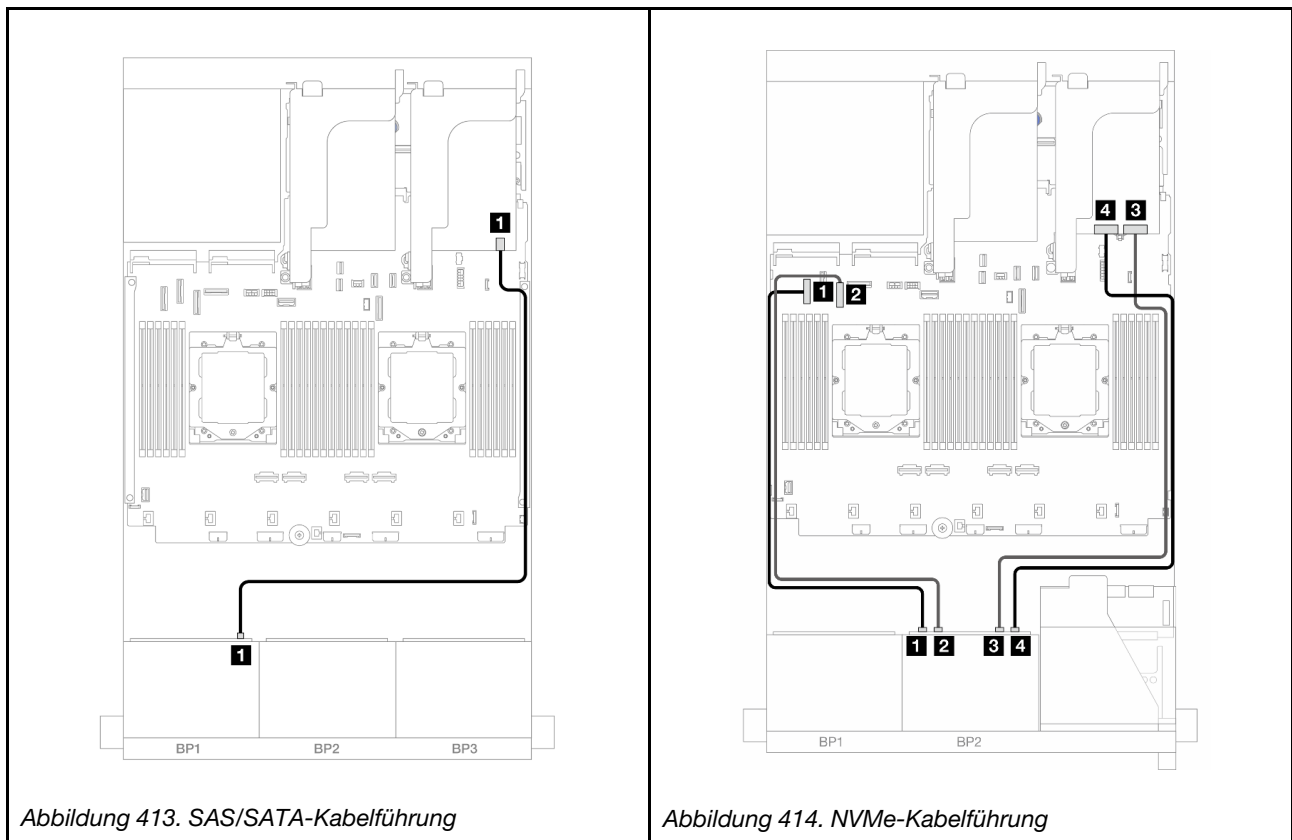 1
1
BP1 BP2 BP3
Abbildung 413. SAS/SATA-Kabelführung
4 3
1 2
1 2 3 4
BP1 BP2
Abbildung 414. NVMe-Kabelführung